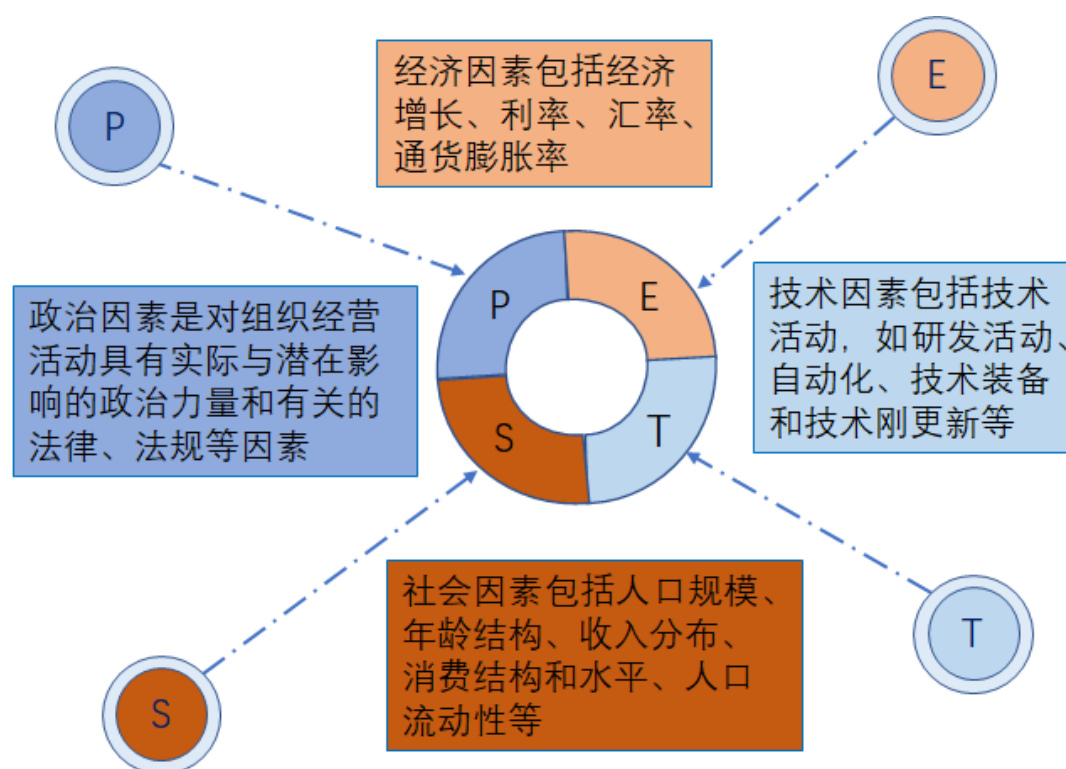 P
E
经济因素包括经济
增长、利率、汇率、
通货膨胀率
政治因素是对组织经营
活动具有实际与潜在影
响的政治力量和有关的
法律、法规等因素
P
E
S
T
技术因素包括技术
活动，如研发活动、
自动化、技术装备
和技术刚更新等
社会因素包括人口规模、
年龄结构、收入分布、
消费结构和水平、人口
流动性等
S
T